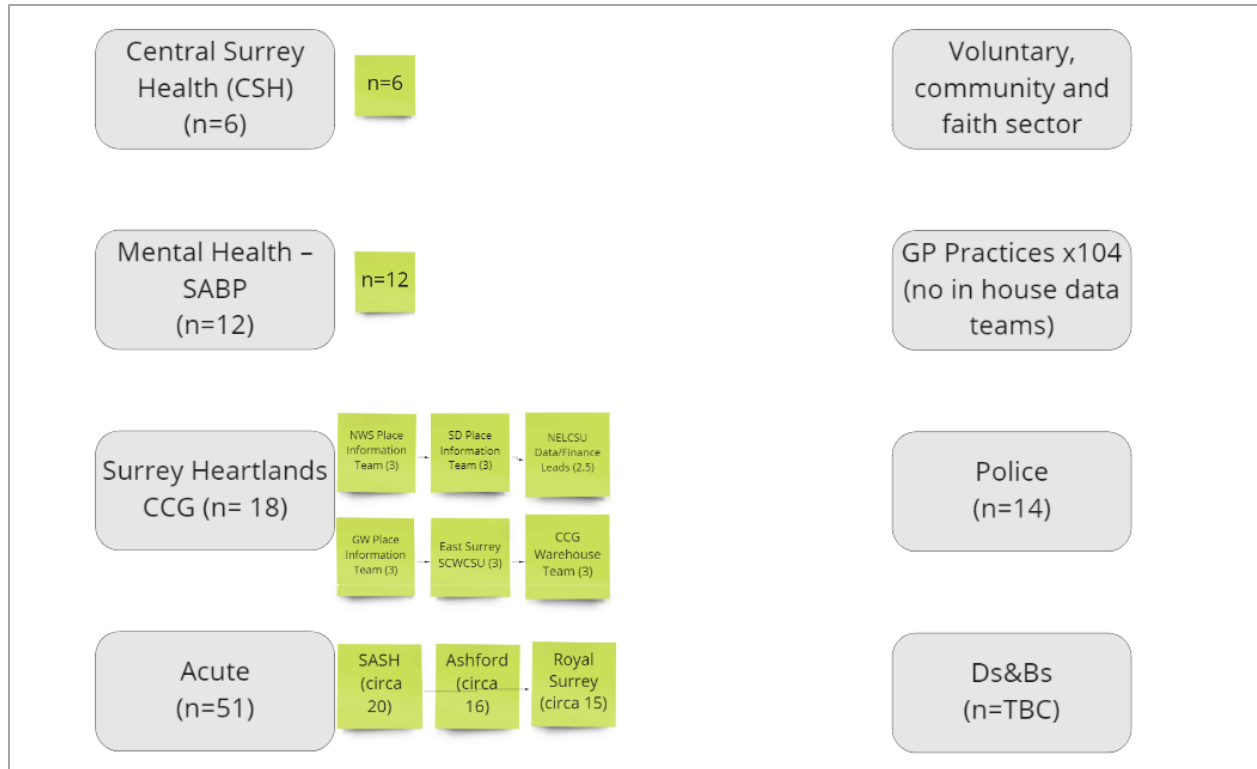 Central Surrey
Health (CSH)
(n=6)
n=6
Voluntary,
community and
faith sector
Mental Health –
SABP
(n=12)
n=12
GP Practices x104
(no in house data
teams)
Surrey Heartlands
CCG (n= 18)
NWS Place
Information
Team (3)
SD Place
Information
Team (3)
NELCSU
Data/Finance
Leads (2.5)
GW Place
Information
Team (3)
East Surrey
SCWCSU (3)
CCG
Warehouse
Team (3)
Police
(n=14)
Acute
(n=51)
SASH
(circa
20)
Ashford
(circa
16)
Royal
Surrey
(circa 15)
Ds&Bs
(n=TBC)